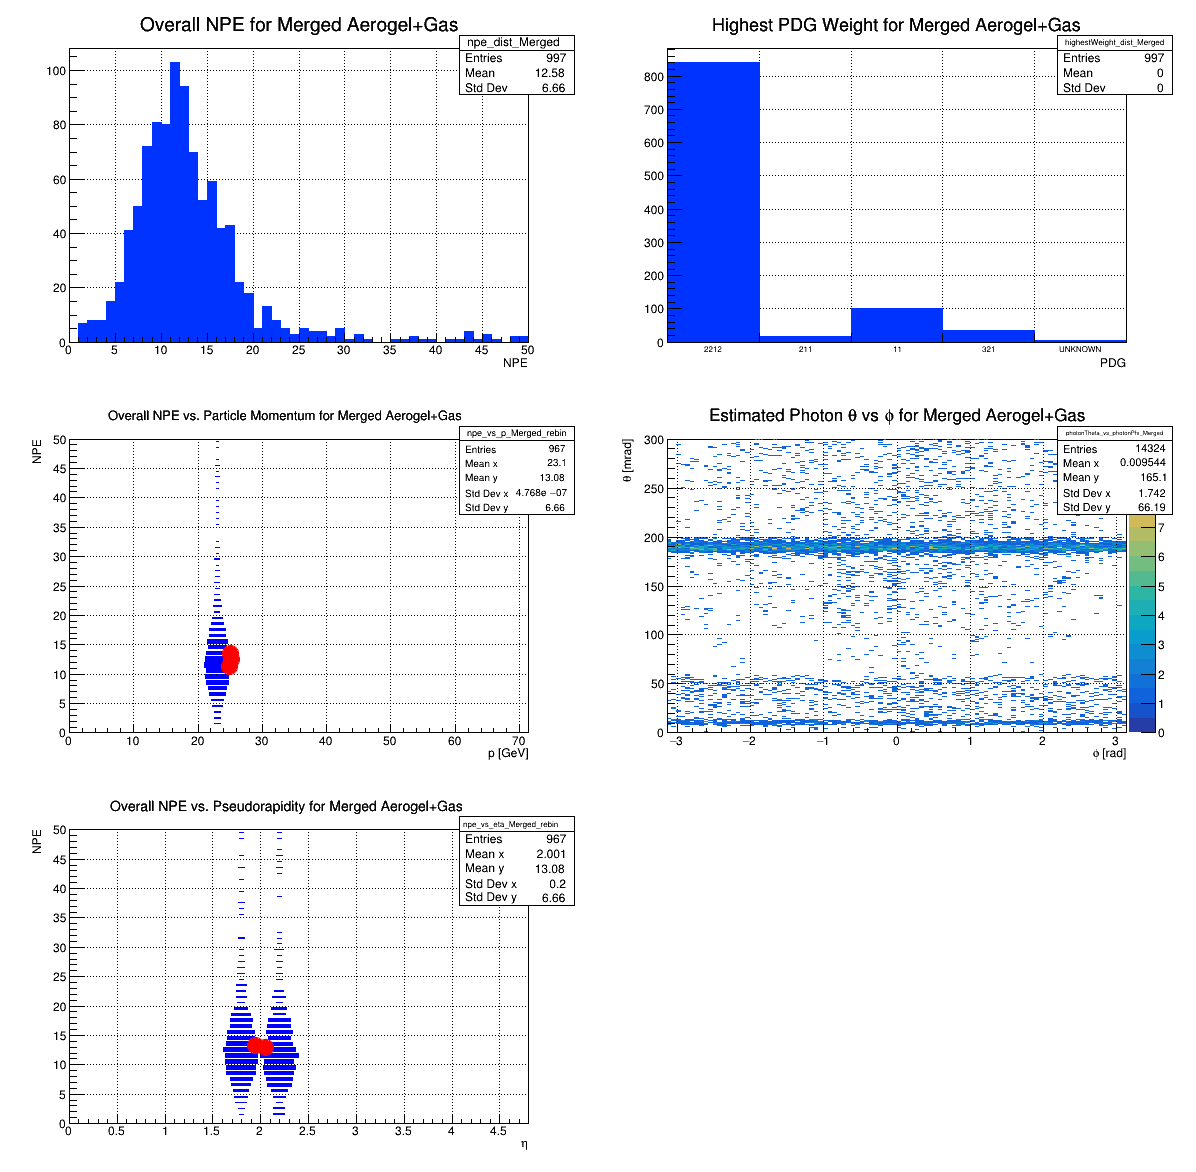 Overall NPE for Merged Aerogel+Gas
npe_dist_Merged
Entries 997
Mean 12.58
Std Dev 6.66
100
80
60
40
20
0
0 5 10 15 20 25 30 35 40 45 50
NPE
Highest PDG Weight for Merged Aerogel+Gas
highestWeight_dist_Merged
Entries 997
Mean 0
Std Dev 0
800
700
600
500
400
300
200
100
0
2212 211 11 321 UNKNOWN
PDG
Overall NPE vs. Particle Momentum for Merged Aerogel+Gas
npe_vs_p_Merged_rebin
Entries 967
Mean x 23.1
Mean y 13.08
Std Dev x 4.768e −07
Std Dev y 6.66
NPE
50
45
40
35
30
25
20
15
10
5
0
0 10 20 30 40 50 60 70
p [GeV]
Estimated Photon θ vs ϕ for Merged Aerogel+Gas
photonTheta_vs_photonPhi_Merged
Entries 14324
Mean x 0.009544
Mean y 165.1
Std Dev x 1.742
Std Dev y 66.19
θ [mrad]
300
250
200
150
100
50
0
−3 −2 −1 0 1 2 3
ϕ [rad]
7
6
5
4
3
2
1
0
Overall NPE vs. Pseudorapidity for Merged Aerogel+Gas
npe_vs_eta_Merged_rebin
Entries 967
Mean x 2.001
Mean y 13.08
Std Dev x 0.2
Std Dev y 6.66
NPE
50
45
40
35
30
25
20
15
10
5
0
0 0.5 1 1.5 2 2.5 3 3.5 4 4.5
η